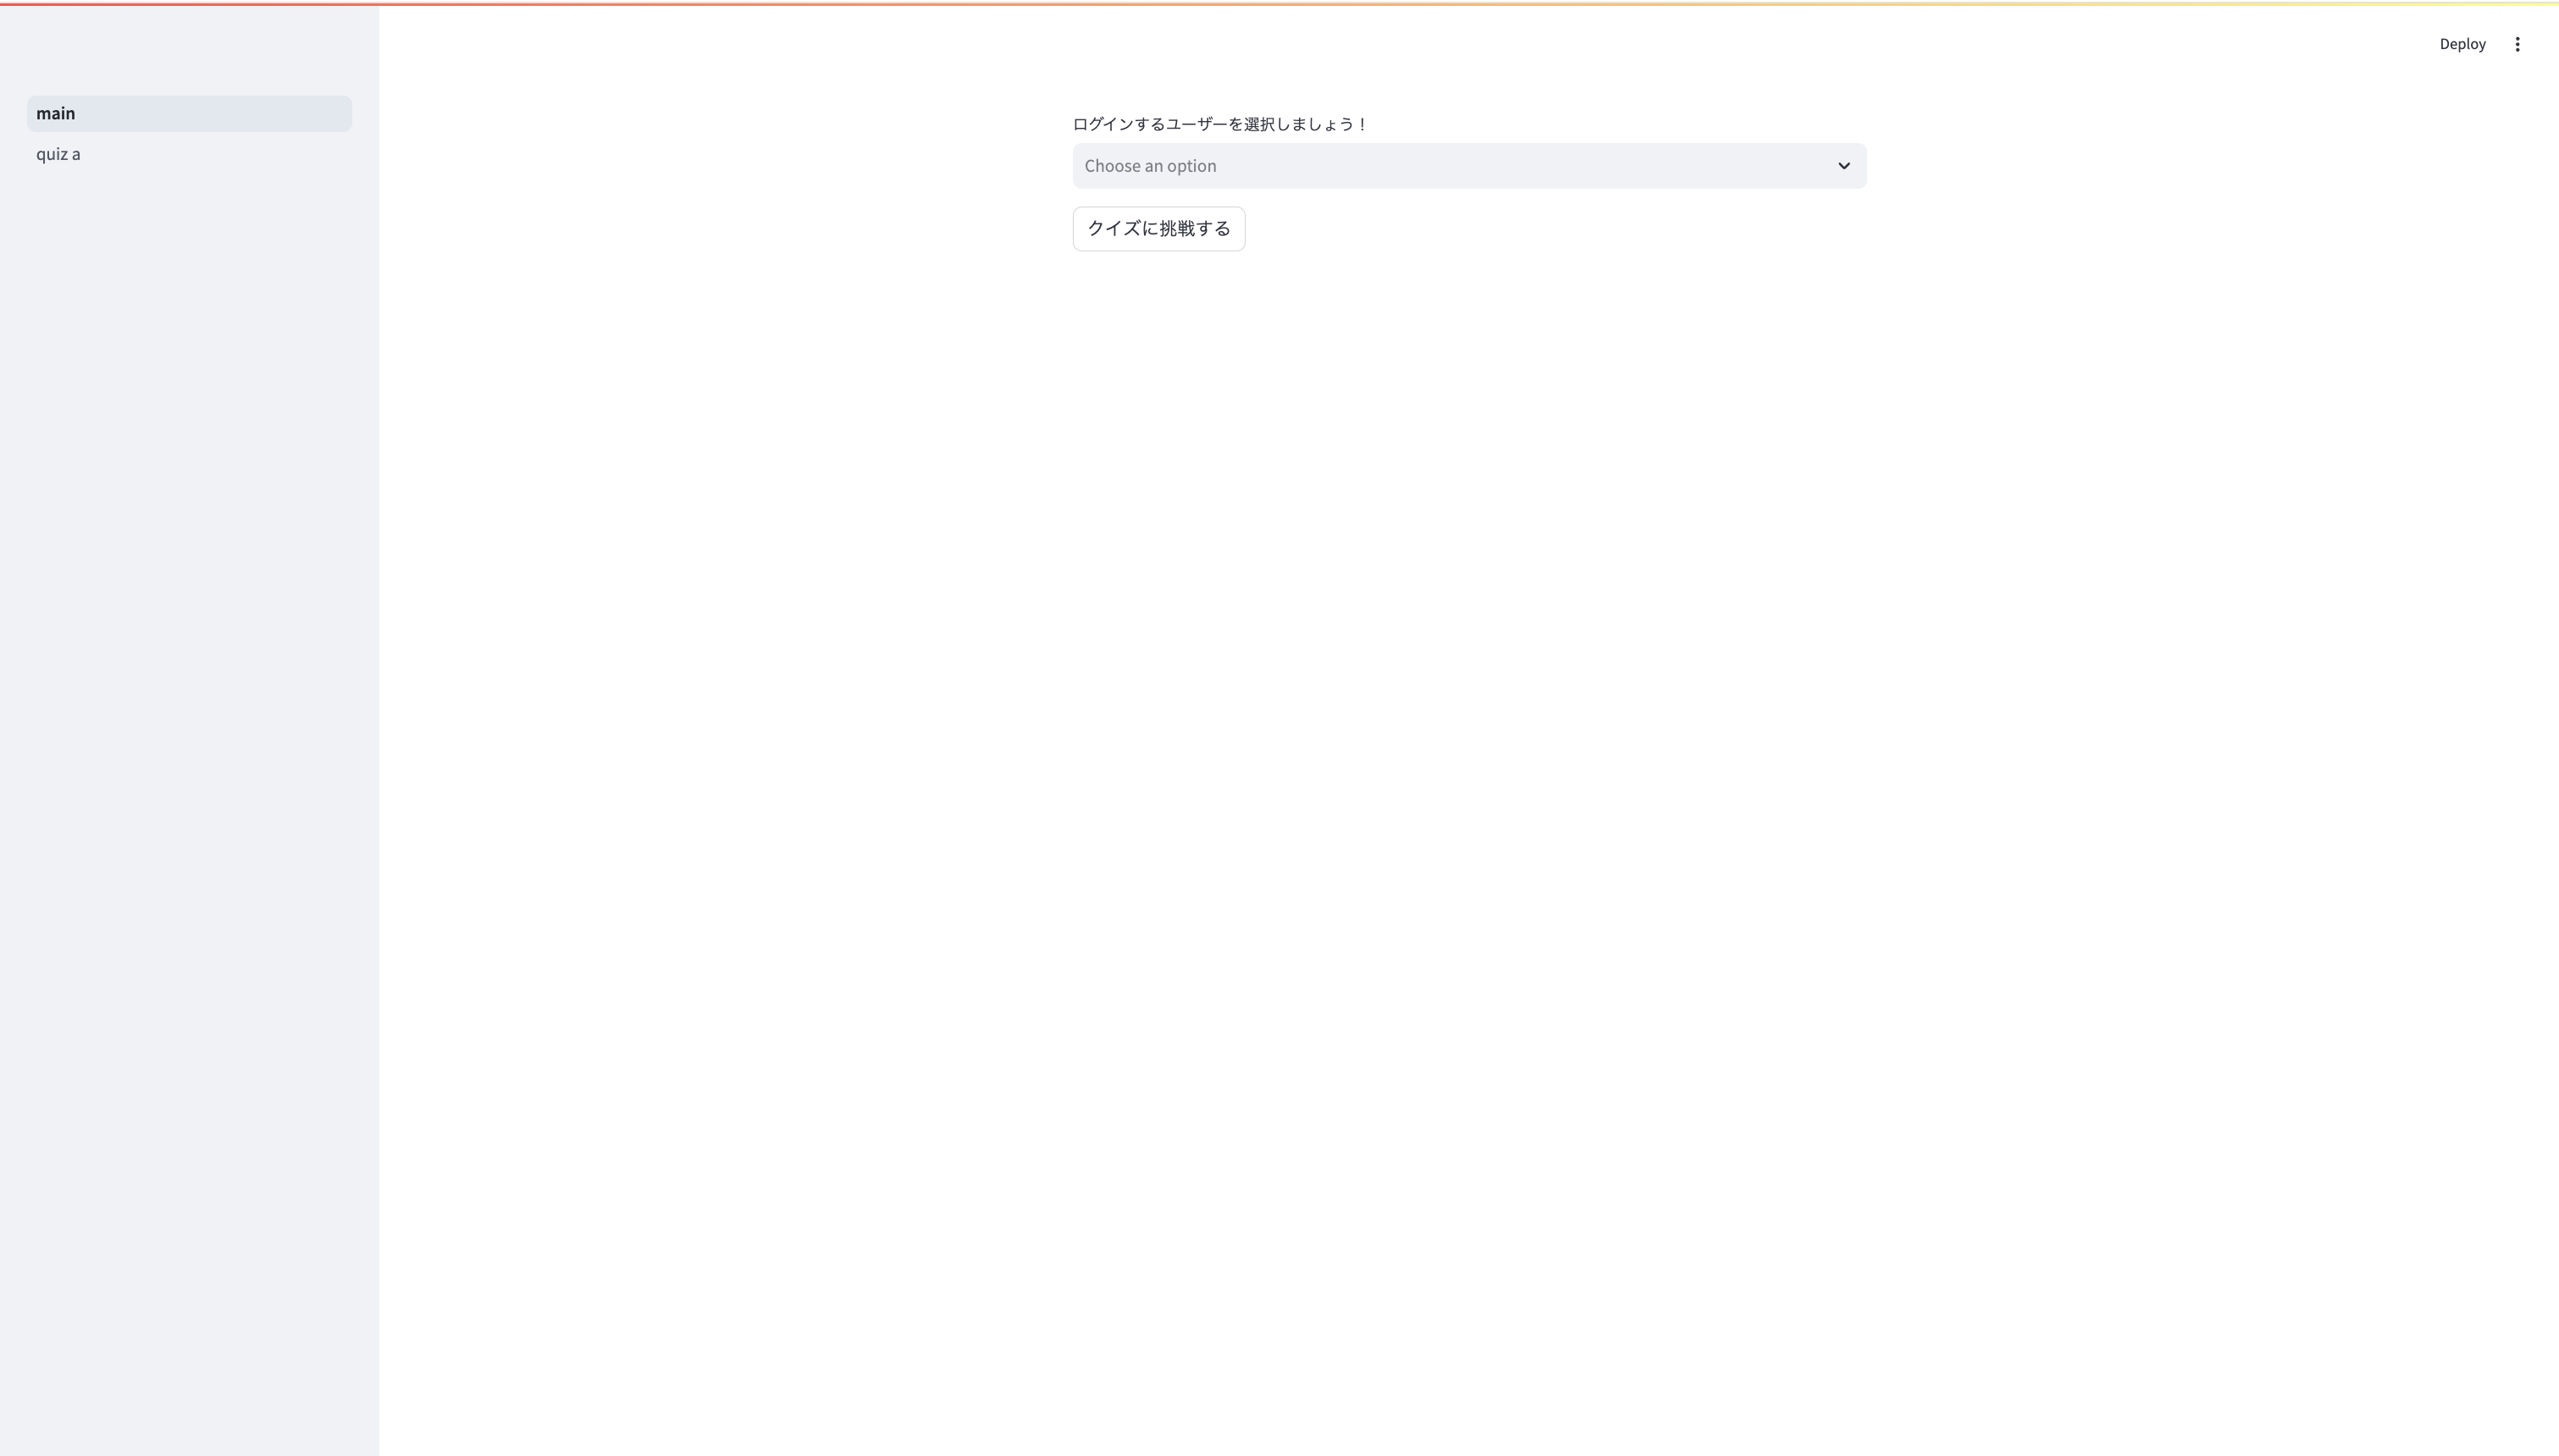 Deploy
main
quiz a
ログインするユーザーを選択しましょう！
Choose an option
クイズに挑戦する